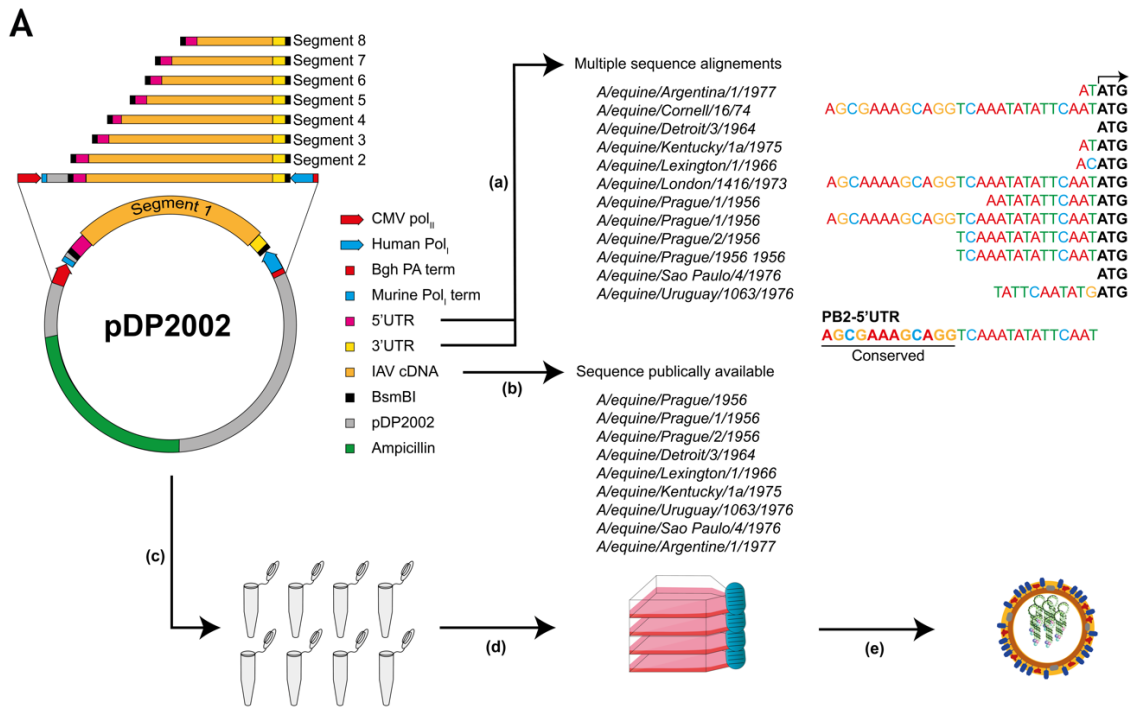 A
Segment 8
Segment 7
Segment 6
Segment 5
Segment 4
Segment 3
Segment 2
Segment 1
pDP2002
CMV polII
Human PolI
Bgh PA term
Murine PolI term
5'UTR
3'UTR
IAV cDNA
BsmBI
pDP2002
Ampicillin
(a)
Multiple sequence alignements
A/equine/Argentina/1/1977 ATATG
A/equine/Cornell/16/74 AGCGAAAGCAGGTCAAATATATTCAATATG
A/equine/Detroit/3/1964 ATG
A/equine/Kentucky/1a/1975 ATATG
A/equine/Lexington/1/1966 ACATG
A/equine/London/1416/1973 AGCAAAAGCAGGTCAAATATATTCAATATG
A/equine/Prague/1/1956 AATATATTCAATATG
A/equine/Prague/1/1956 AGCAAAAGCAGGTCAAATATATTCAATATG
A/equine/Prague/2/1956 TCAAATATATTCAATATG
A/equine/Prague/1956 1956 TCAAATATATTCAATATG
A/equine/Sao Paulo/4/1976 ATG
A/equine/Uruguay/1063/1976 TATTCAATATGATG
PB2-5'UTR
AGCGAAAGCAGGTCAAATATATTCAAT
Conserved
(b)
Sequence publically available
A/equine/Prague/1956
A/equine/Prague/1/1956
A/equine/Prague/2/1956
A/equine/Detroit/3/1964
A/equine/Lexington/1/1966
A/equine/Kentucky/1a/1975
A/equine/Uruguay/1063/1976
A/equine/Sao Paulo/4/1976
A/equine/Argentine/1/1977
(c)
(d)
(e)